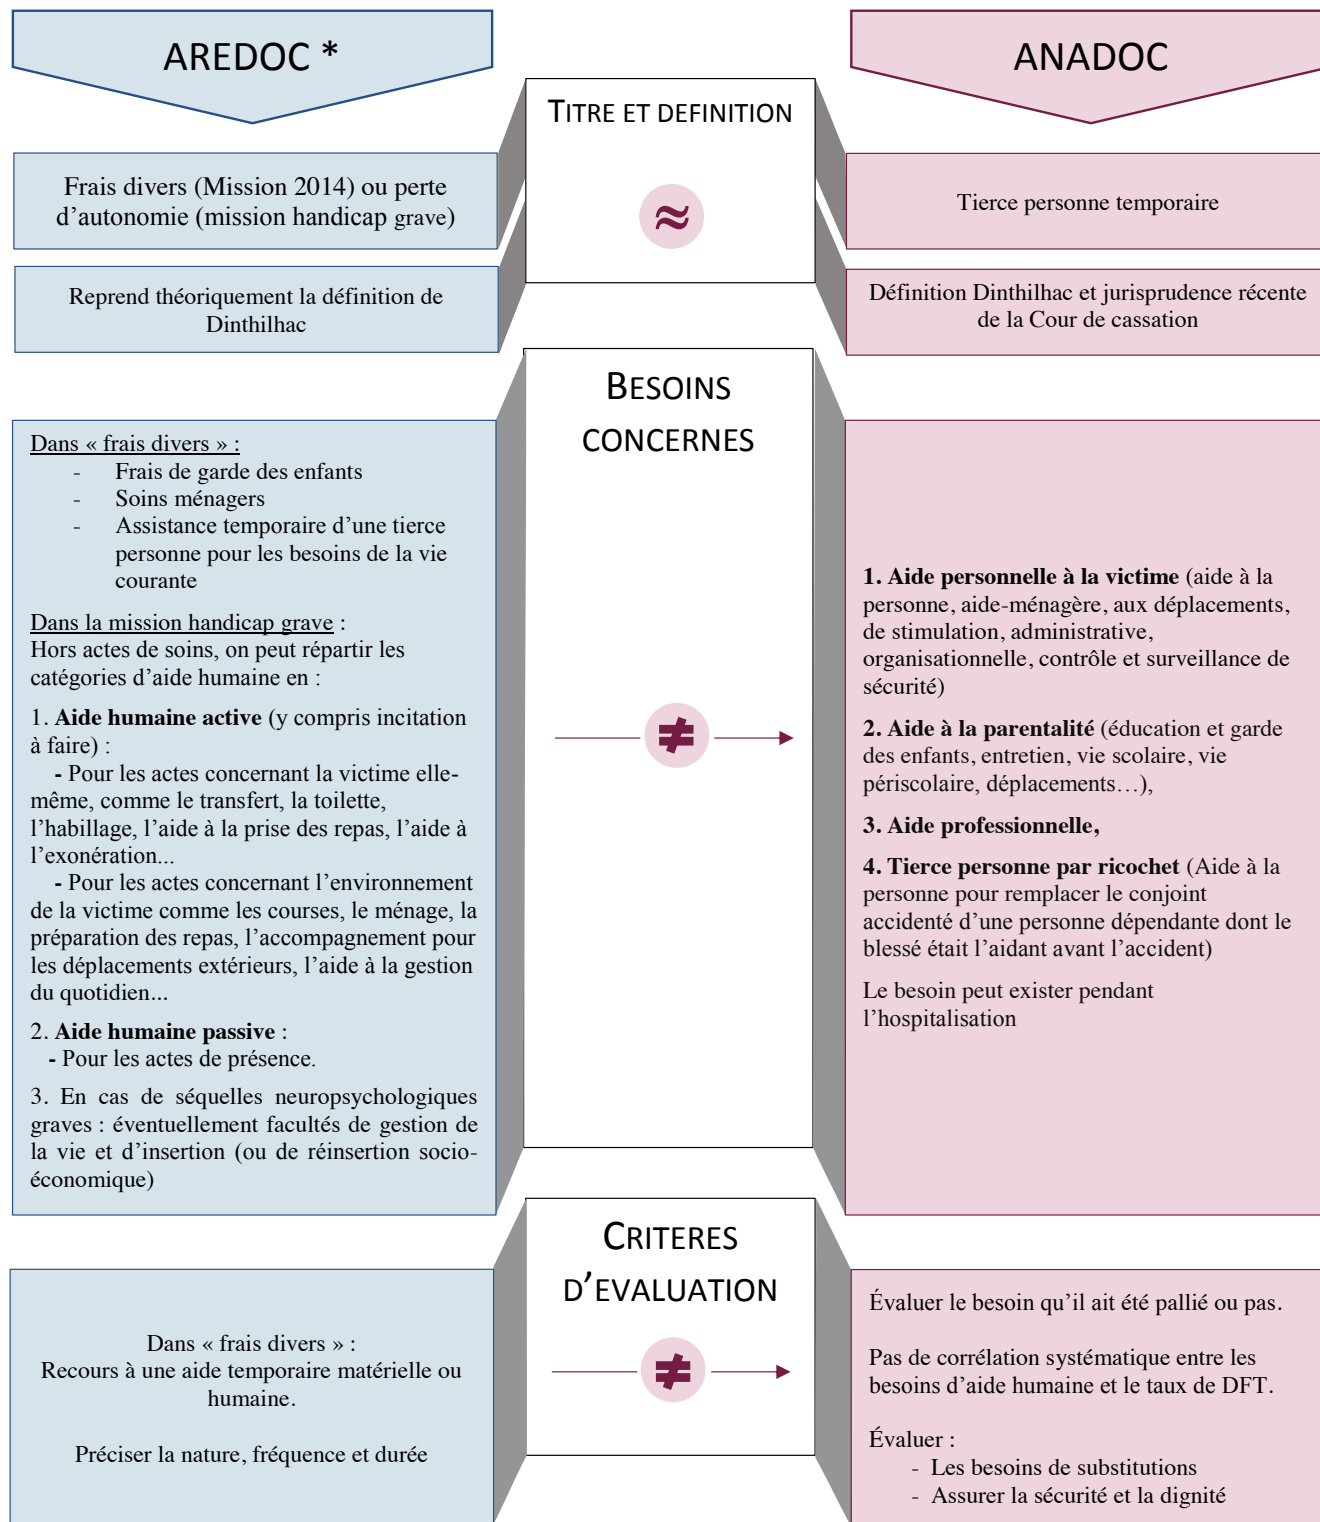 AREDOC *
ANADOC
TITRE ET DEFINITION
≈
Frais divers (Mission 2014) ou perte
d’autonomie (mission handicap grave)
Tierce personne temporaire
Reprend théoriquement la définition de
Dinthilhac
Définition Dinthilhac et jurisprudence récente
de la Cour de cassation
BESOINS
CONCERNES
≠
Dans « frais divers » :
- Frais de garde des enfants
- Soins ménagers
- Assistance temporaire d’une tierce
personne pour les besoins de la vie
courante
Dans la mission handicap grave :
Hors actes de soins, on peut répartir les
catégories d’aide humaine en :
1. Aide humaine active (y compris incitation
à faire) :
- Pour les actes concernant la victime elle-
même, comme le transfert, la toilette,
l’habillage, l’aide à la prise des repas, l’aide à
l’exonération...
- Pour les actes concernant l’environnement
de la victime comme les courses, le ménage, la
préparation des repas, l’accompagnement pour
les déplacements extérieurs, l’aide à la gestion
du quotidien...
2. Aide humaine passive :
- Pour les actes de présence.
3. En cas de séquelles neuropsychologiques
graves : éventuellement facultés de gestion de
la vie et d’insertion (ou de réinsertion socio-
économique)
1. Aide personnelle à la victime (aide à la
personne, aide-ménagère, aux déplacements,
de stimulation, administrative,
organisationnelle, contrôle et surveillance de
sécurité)
2. Aide à la parentalité (éducation et garde
des enfants, entretien, vie scolaire, vie
périscolaire, déplacements…),
3. Aide professionnelle,
4. Tierce personne par ricochet (Aide à la
personne pour remplacer le conjoint
accidenté d’une personne dépendante dont le
blessé était l’aidant avant l’accident)
Le besoin peut exister pendant
l’hospitalisation
CRITERES
D’EVALUATION
≠
Dans « frais divers » :
Recours à une aide temporaire matérielle ou
humaine.
Préciser la nature, fréquence et durée
Évaluer le besoin qu’il ait été pallié ou pas.
Pas de corrélation systématique entre les
besoins d’aide humaine et le taux de DFT.
Évaluer :
- Les besoins de substitutions
- Assurer la sécurité et la dignité